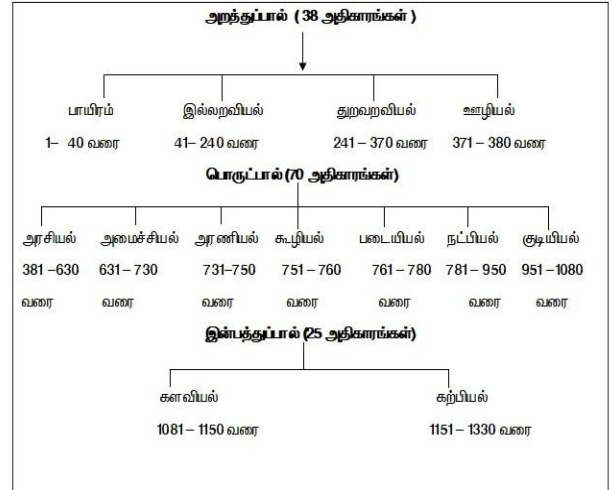 அறத்துப்பால் ( 38 அதிகாரங்கள் )
பாயிரம் இல்லறவியல் துறவறவியல் ஊழியல்
1– 40 வரை 41– 240 வரை 241 – 370 வரை 371 – 380 வரை
பொருட்பால்(70 அதிகாரங்கள்)
அரசியல் அமைச்சியல் அரணியல் கூழியல் படையியல் நட்பியல் குடியியல்
381 –630 631 – 730 731–750 751 – 760 761 – 780 781 – 950 951 –1080
வரை வரை வரை வரை வரை வரை வரை
இன்பத்துப்பால்(25 அதிகாரங்கள்)
களவியல் கற்பியல்
1081 – 1150 வரை 1151 – 1330 வரை